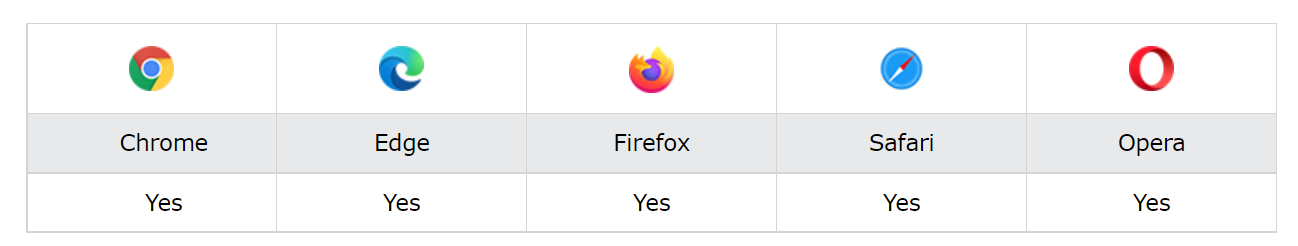 Chrome Edge Firefox Safari Opera
Yes Yes Yes Yes Yes